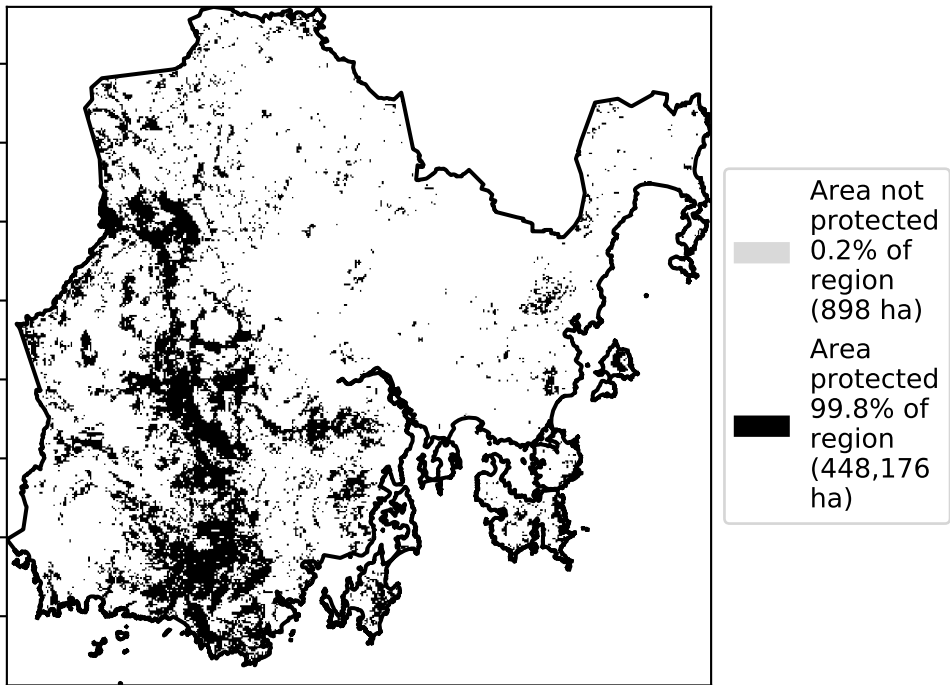 Area not
protected
0.2% of
region
(898 ha)
Area
protected
99.8% of
region
(448,176
ha)